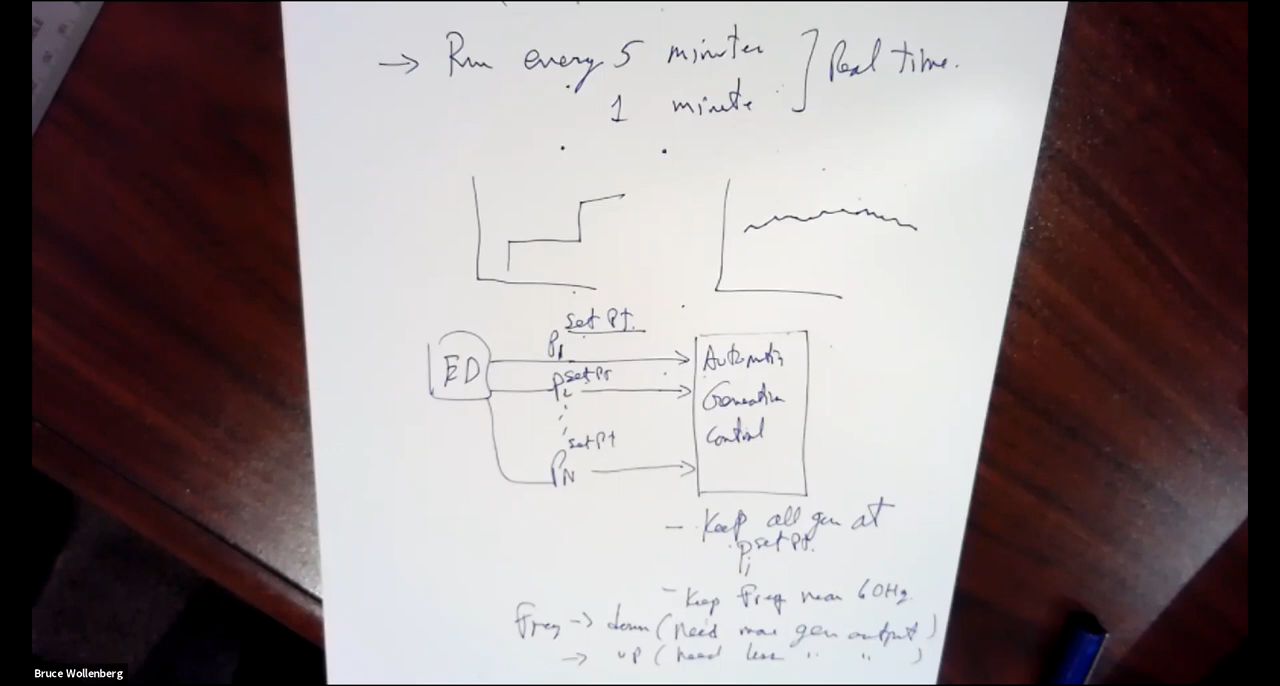 → Run every 5 minutes
1 minute
] Real time.
set Pt.
P1
ED
Automatic
set Pt
P2
Generation
Control
set Pt
PN
- Keep all gen at
Pi set Pt.
- Keep freq near 60Hz
Freq → down (need more gen output)
→ up (need less " " )
Bruce Wollenberg